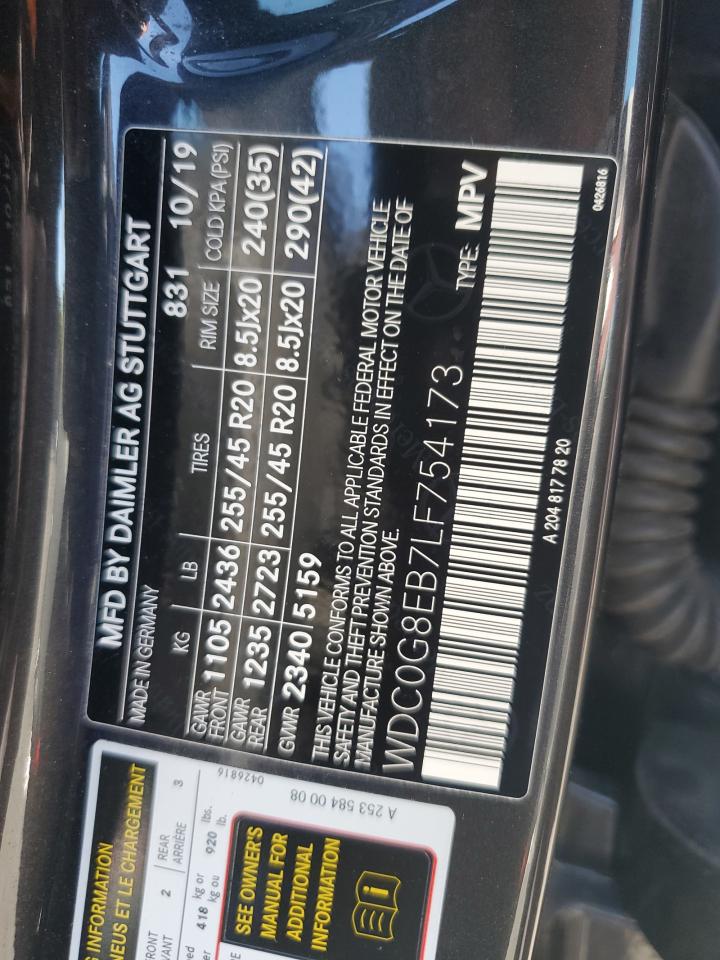 MFD BY DAIMLER AG STUTTGART
MADE IN GERMANY 831 10/19
KG LB TIRES RIM SIZE COLD KPA (PSI)
GAWR FRONT 1105 2436 255/45 R20 8.5Jx20 240(35)
GAWR REAR 1235 2723 255/45 R20 8.5Jx20 290(42)
GVWR 2340 5159
THIS VEHICLE CONFORMS TO ALL APPLICABLE FEDERAL MOTOR VEHICLE
SAFETY AND THEFT PREVENTION STANDARDS IN EFFECT ON THE DATE OF
MANUFACTURE SHOWN ABOVE.
WDC0G8EB7LF754173 TYPE: MPV
A 204 817 78 20
0426816
INFORMATION
NEUS ET LE CHARGEMENT
FRONT 2 REAR 3
VANT ARRIÈRE
418 kg or 920 lbs.
kg ou lb.
SEE OWNER'S
MANUAL FOR
ADDITIONAL
INFORMATION
A 253 584 00 08
0426816